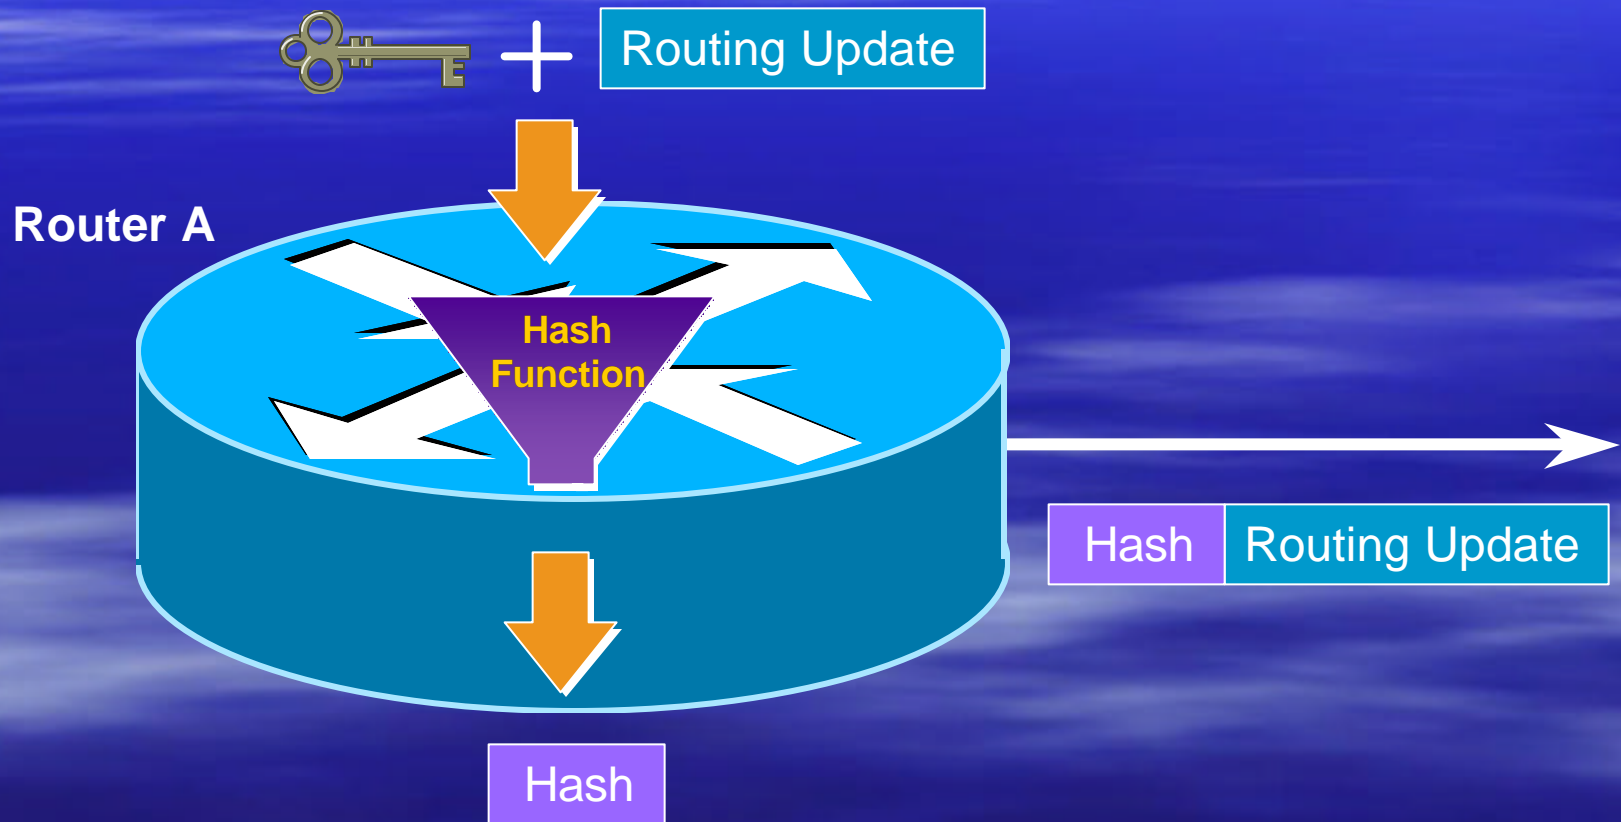 Routing Update
Router A
Hash
Function
Hash Routing Update
Hash